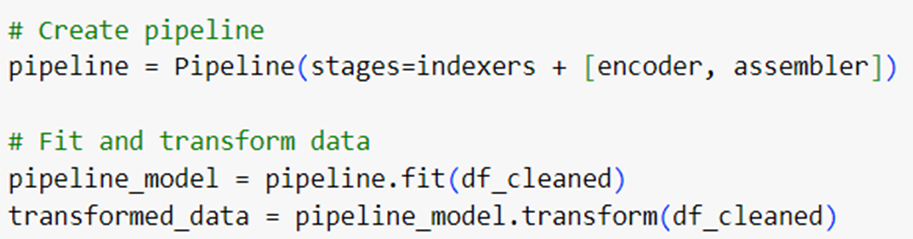 # Create pipeline
pipeline = Pipeline(stages=indexers + [encoder, assembler])
# Fit and transform data
pipeline_model = pipeline.fit(df_cleaned)
transformed_data = pipeline_model.transform(df_cleaned)